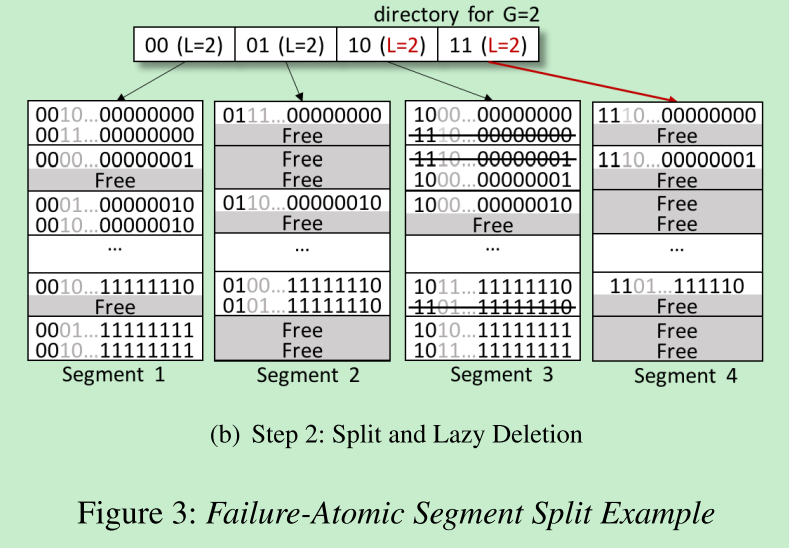 directory for G=2
00 (L=2) 01 (L=2) 10 (L=2) 11 (L=2)
0010...00000000
0011...00000000
0000...00000001
Free
0001...00000010
0010...00000010
...
0010...11111110
Free
0001...11111111
0010...11111111
Segment 1
0111...00000000
Free
Free
Free
0110...00000010
Free
...
0100...11111110
0101...11111110
Free
Free
Segment 2
1000...00000000
1110...00000000
1110...00000001
1000...00000001
1000...00000010
Free
...
1011...11111110
1101...11111110
1010...11111111
1011...11111111
Segment 3
1110...00000000
Free
1110...00000001
Free
Free
Free
...
1101...111110
Free
Free
Free
Segment 4
(b) Step 2: Split and Lazy Deletion
Figure 3: Failure-Atomic Segment Split Example